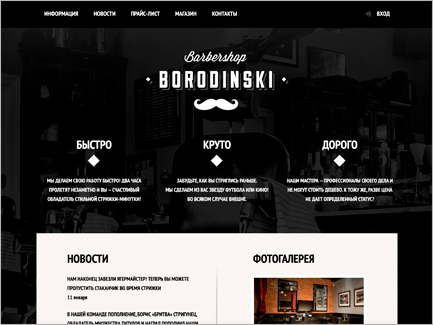 ИНФОРМАЦИЯ НОВОСТИ ПРАЙС-ЛИСТ МАГАЗИН КОНТАКТЫ ВХОД
Barbershop
BORODINSKI
БЫСТРО КРУТО ДОРОГО
МЫ ДЕЛАЕМ СВОЮ РАБОТУ БЫСТРО! ДВА ЧАСА
ПРОЛЕТЯТ НЕЗАМЕТНО И ВЫ — СЧАСТЛИВЫЙ
ОБЛАДАТЕЛЬ СТИЛЬНОЙ СТРИЖКИ-МИНУТКИ!
ЗАБУДЬТЕ, КАК ВЫ СТРИГЛИСЬ РАНЬШЕ.
МЫ СДЕЛАЕМ ИЗ ВАС ЗВЕЗДУ ФУТБОЛА ИЛИ КИНО!
ВО ВСЯКОМ СЛУЧАЕ ВНЕШНЕ.
НАШИ МАСТЕРА — ПРОФЕССИОНАЛЫ СВОЕГО ДЕЛА И
НЕ МОГУТ СТОИТЬ ДЕШЕВО. К ТОМУ ЖЕ, РАЗВЕ ЦЕНА
НЕ ДАЕТ ОПРЕДЕЛЕННЫЙ СТАТУС?
НОВОСТИ
НАМ НАКОНЕЦ ЗАВЕЗЛИ ЯГЕРМАЙСТЕР! ТЕПЕРЬ ВЫ МОЖЕТЕ
ПРОПУСТИТЬ СТАКАНЧИК ВО ВРЕМЯ СТРИЖКИ
11 января
В НАШЕЙ КОМАНДЕ ПОПОЛНЕНИЕ, БОРИС «БРИТВА» СТРИГУНЕЦ,
ОБЛАДАТЕЛЬ МНОЖЕСТВА ТИТУЛОВ И НАГРАД ПОПОЛНИЛ НАШИ
ФОТОГАЛЕРЕЯ